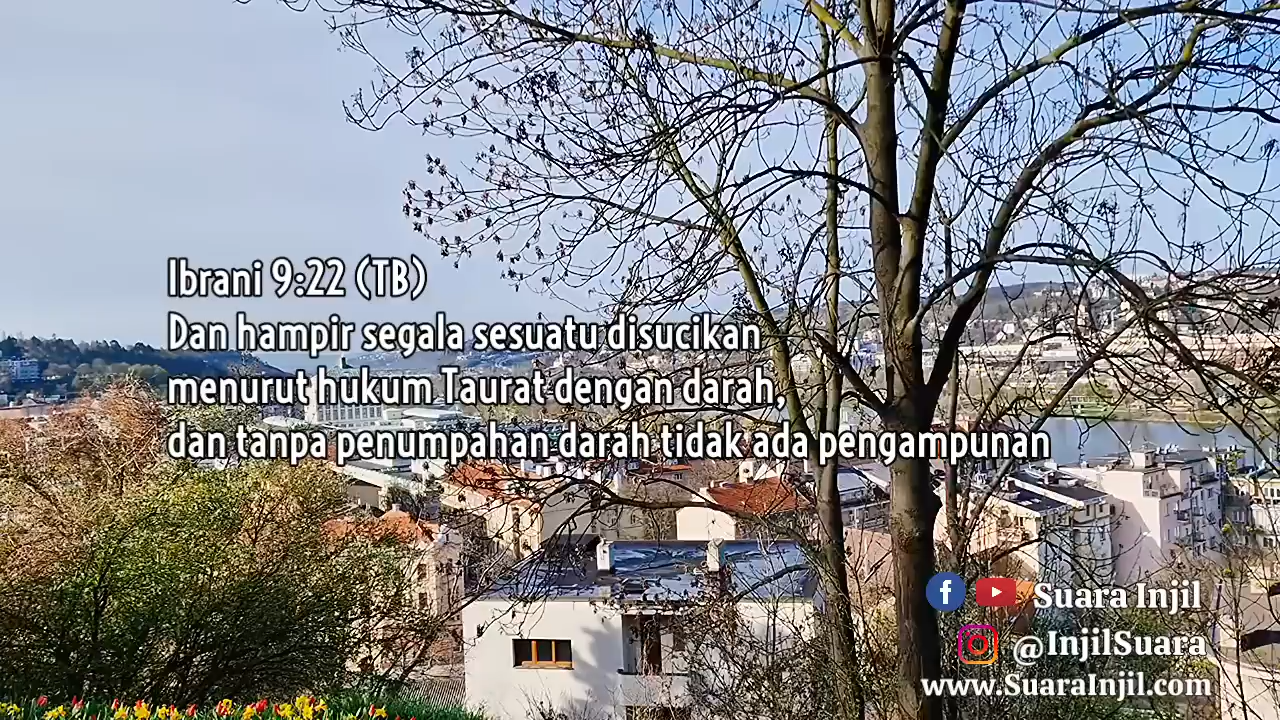 Ibrani 9:22 (TB)
Dan hampir segala sesuatu disucikan
menurut hukum Taurat dengan darah,
dan tanpa penumpahan darah tidak ada pengampunan
Suara Injil
@InjilSuara
www.SuaraInjil.com